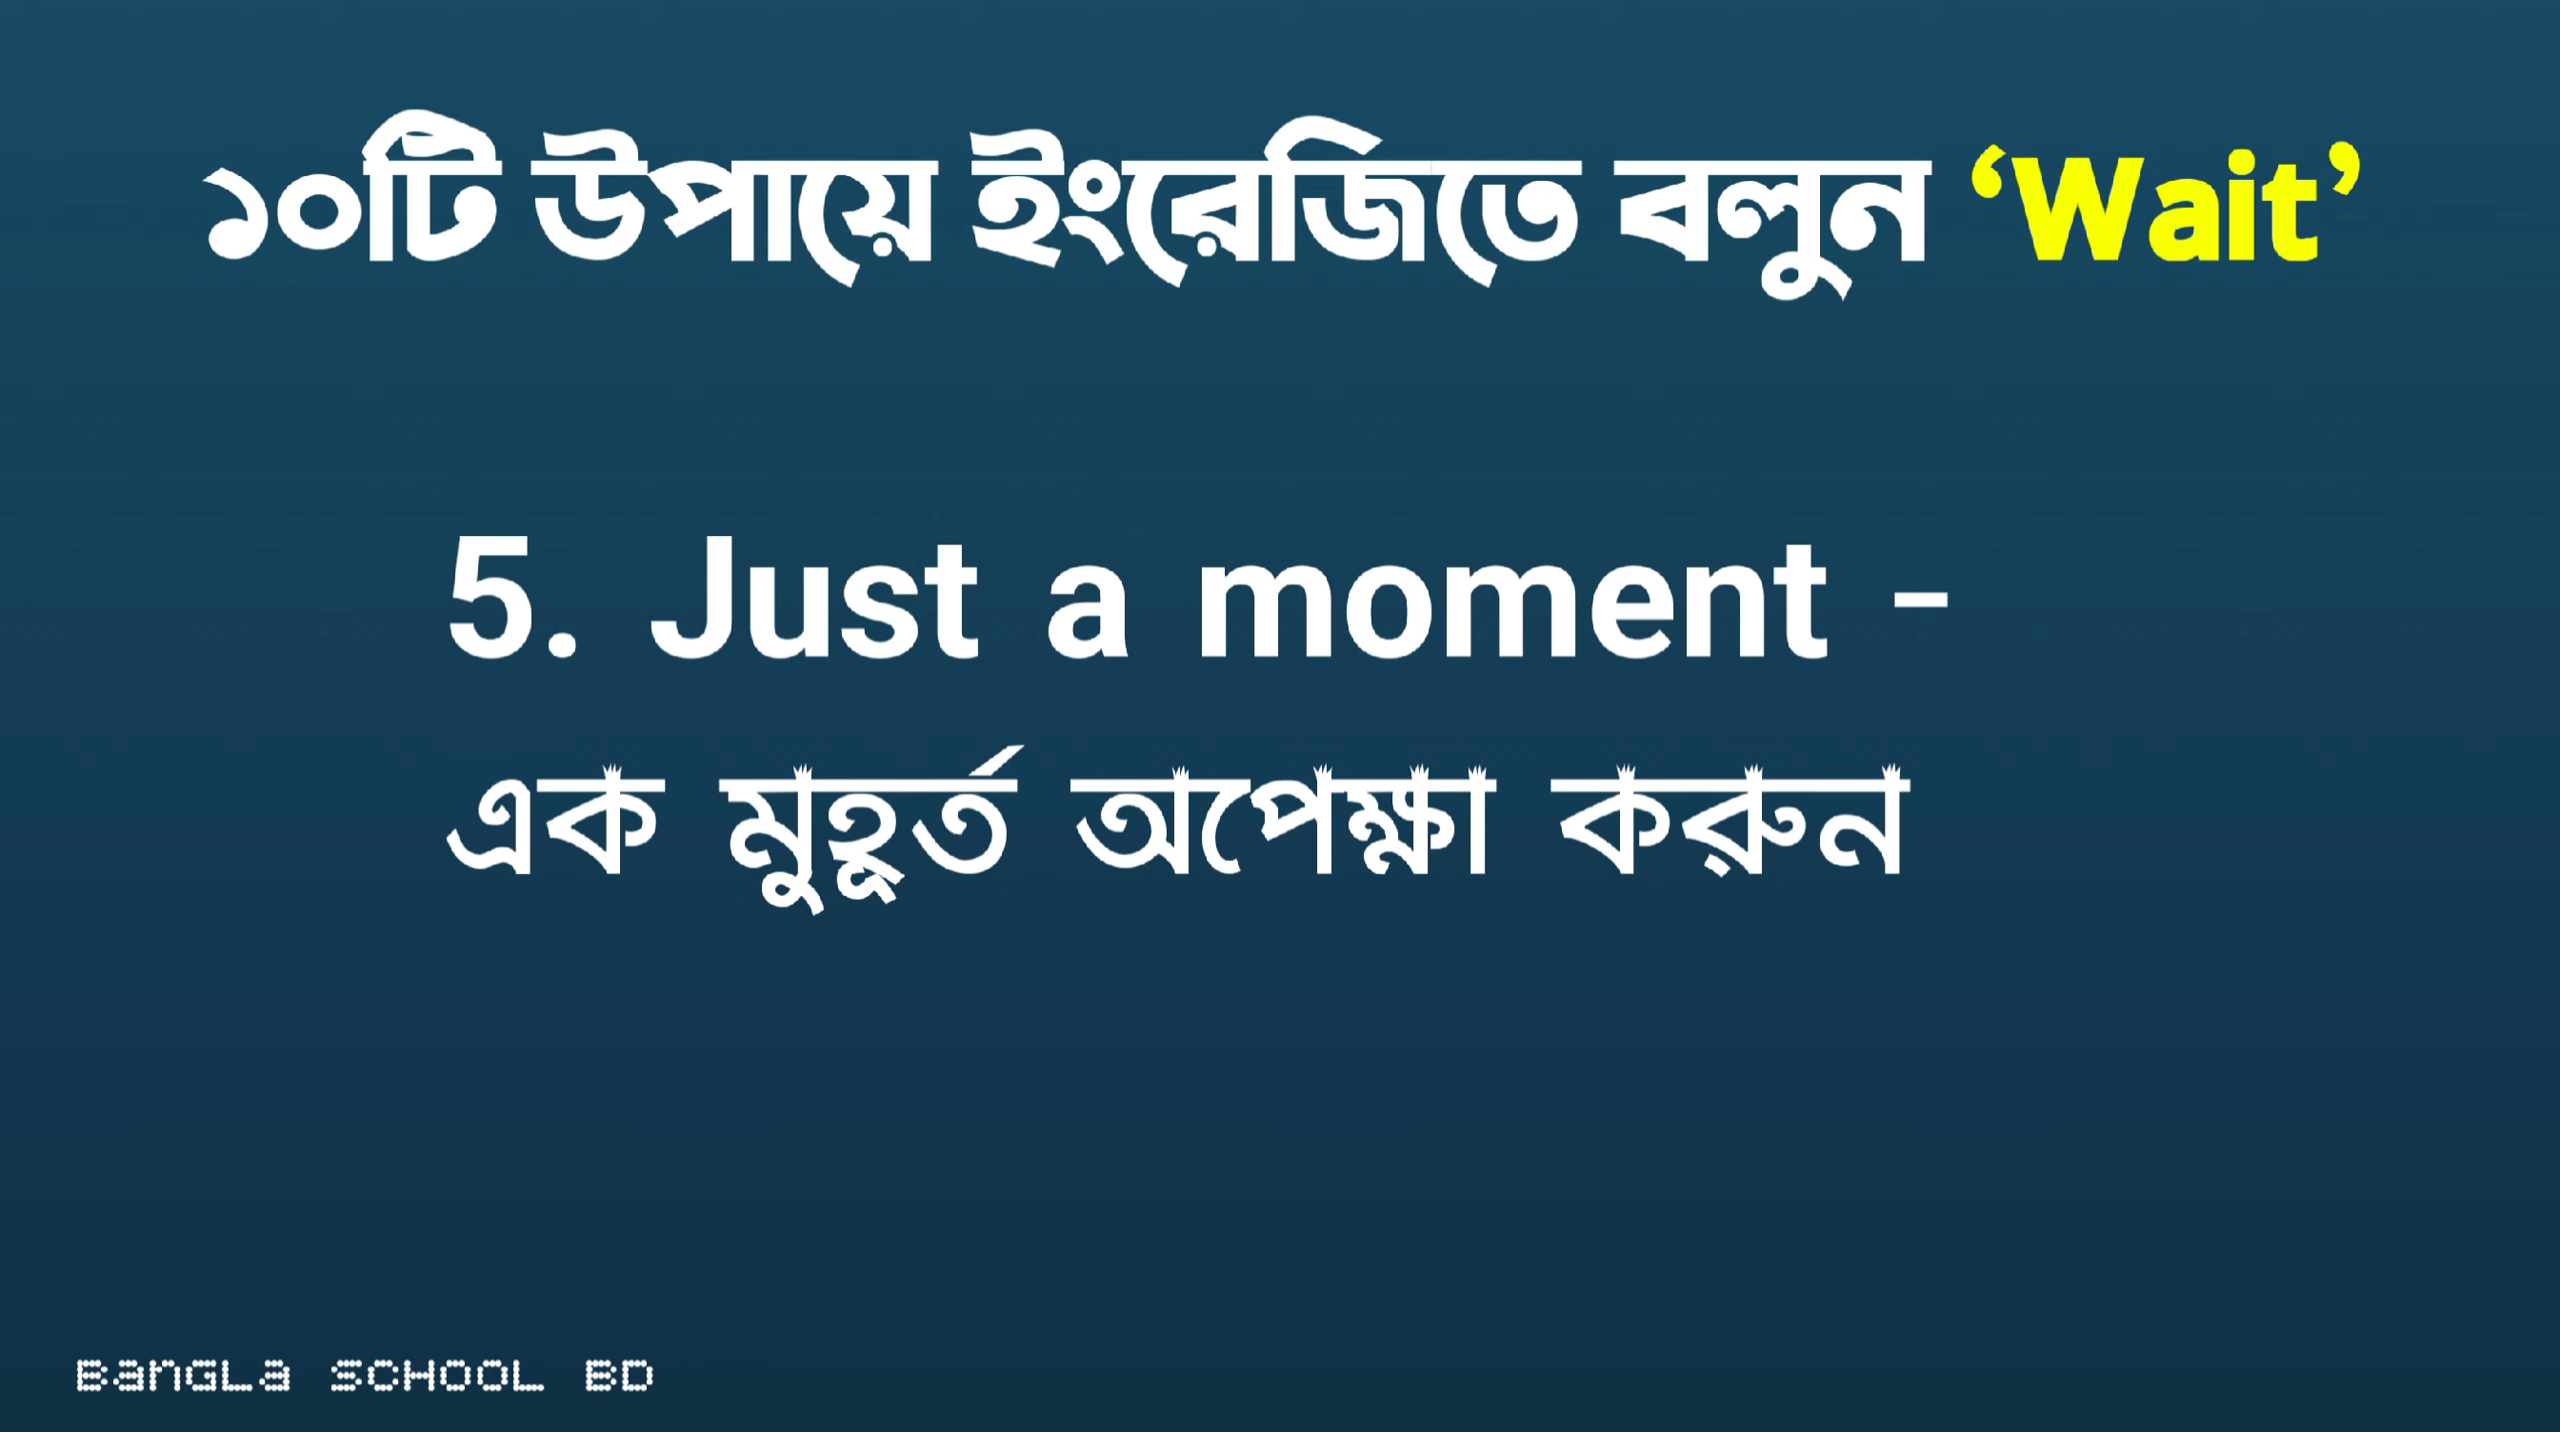 ১০টি উপায়ে ইংরেজিতে বলুন ‘Wait’
5. Just a moment -
এক মুহূর্ত অপেক্ষা করুন
BANGLA SCHOOL BD